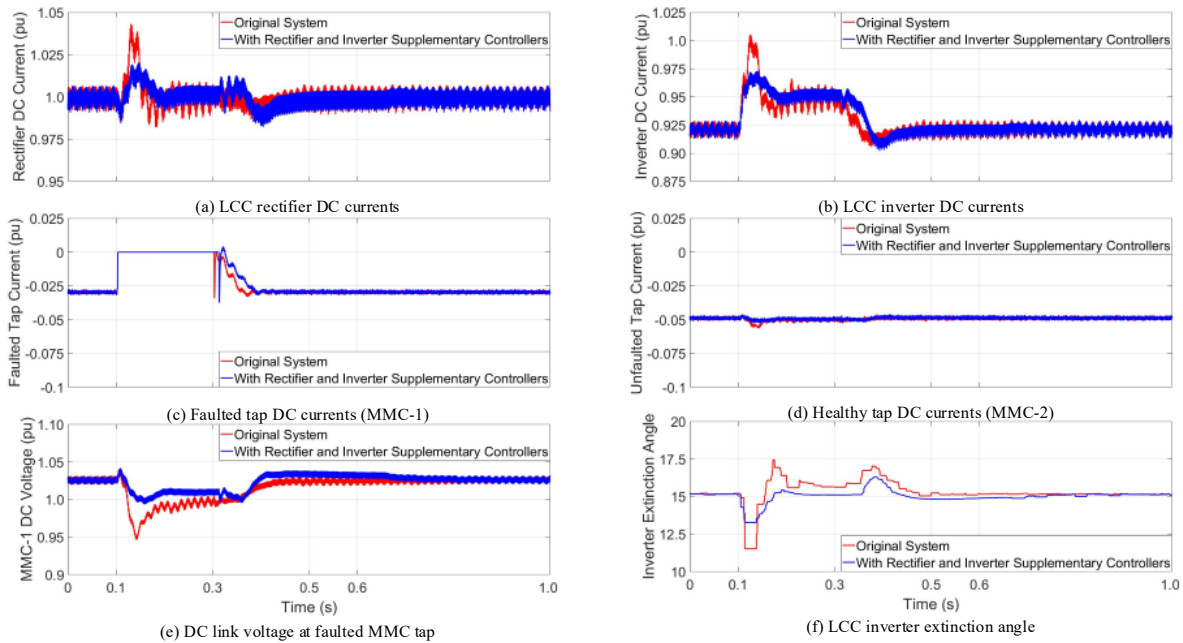 1.05
1.025
1.0
0.975
0.95
Rectifier DC Current (pu)
Original System
With Rectifier and Inverter Supplementary Controllers
(a) LCC rectifier DC currents
1.025
1.0
0.975
0.95
0.925
0.90
0.875
Inverter DC Current (pu)
Original System
With Rectifier and Inverter Supplementary Controllers
(b) LCC inverter DC currents
0.025
0
-0.025
-0.05
-0.075
-0.1
Faulted Tap Current (pu)
Original System
With Rectifier and Inverter Supplementary Controllers
(c) Faulted tap DC currents (MMC-1)
0.025
0
-0.025
-0.05
-0.075
-0.1
Unfaulted Tap Current (pu)
Original System
With Rectifier and Inverter Supplementary Controllers
(d) Healthy tap DC currents (MMC-2)
1.10
1.05
1.0
0.95
0.9
MMC-1 DC Voltage (pu)
Original System
With Rectifier and Inverter Supplementary Controllers
0 0.1 0.3 0.5 0.6 1.0
Time (s)
(e) DC link voltage at faulted MMC tap
20
17.5
15
12.5
10
Inverter Extinction Angle
Original System
With Rectifier and Inverter Supplementary Controllers
0 0.1 0.3 0.5 0.6 1.0
Time (s)
(f) LCC inverter extinction angle